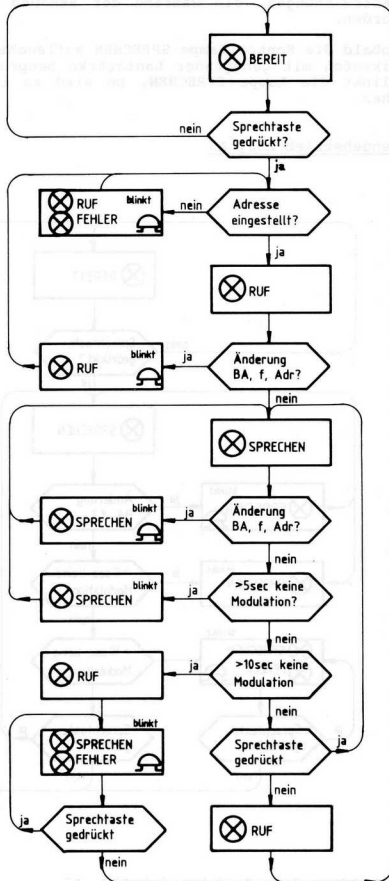 BEREIT
nein
Sprechtaste
gedrückt?
ja
blinkt
RUF
FEHLER
nein
Adresse
eingestellt?
ja
RUF
blinkt
RUF
ja
Änderung
BA, f, Adr?
nein
SPRECHEN
blinkt
SPRECHEN
ja
Änderung
BA, f, Adr?
nein
blinkt
SPRECHEN
ja
>5sec keine
Modulation?
nein
RUF
ja
>10sec keine
Modulation
nein
blinkt
SPRECHEN
FEHLER
Sprechtaste
gedrückt
ja
nein
ja
Sprechtaste
gedrückt
nein
RUF